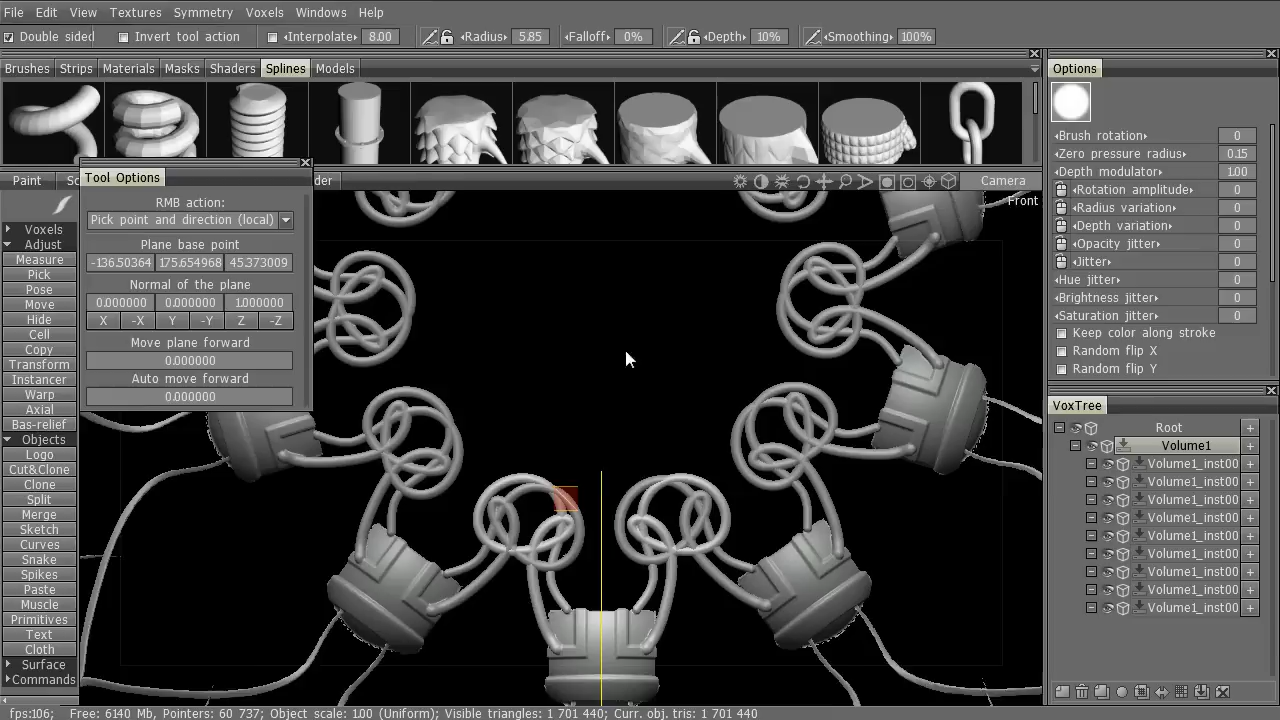 File Edit View Textures Symmetry Voxels Windows Help
Double sided Invert tool action Interpolate 8.00 Radius 5.85 Falloff 0% Depth 10% Smoothing 100%
Brushes Strips Materials Masks Shaders Splines Models
Options
Brush rotation 0
Zero pressure radius 0.15
Depth modulator 1.00
Rotation amplitude 0
Radius variation 0
Depth variation 0
Opacity jitter 0
Jitter 0
Hue jitter 0
Brightness jitter 0
Saturation jitter 0
Keep color along stroke
Random flip X
Random flip Y
Paint Sc der Camera
Front
Tool Options
RMB action:
Pick point and direction (local)
Plane base point
-136.50364 175.654968 45.373009
Normal of the plane
0.000000 0.000000 1.000000
X -X Y -Y Z -Z
Move plane forward
0.000000
Auto move forward
0.000000
Voxels
Adjust
Measure
Pick
Pose
Move
Hide
Cell
Copy
Transform
Instancer
Warp
Axial
Bas-relief
Objects
Logo
Cut&Clone
Clone
Split
Merge
Sketch
Curves
Snake
Spikes
Paste
Muscle
Primitives
Text
Cloth
Surface
Commands
VoxTree
Root +
Volume1 +
Volume1_inst00 +
Volume1_inst00 +
Volume1_inst00 +
Volume1_inst00 +
Volume1_inst00 +
Volume1_inst00 +
Volume1_inst00 +
Volume1_inst00 +
Volume1_inst00 +
fps:106; Free: 6140 Mb, Pointers: 60 737; Object scale: 1.00 (Uniform); Visible triangles: 1 701 440; Curr. obj. tris: 1 701 440